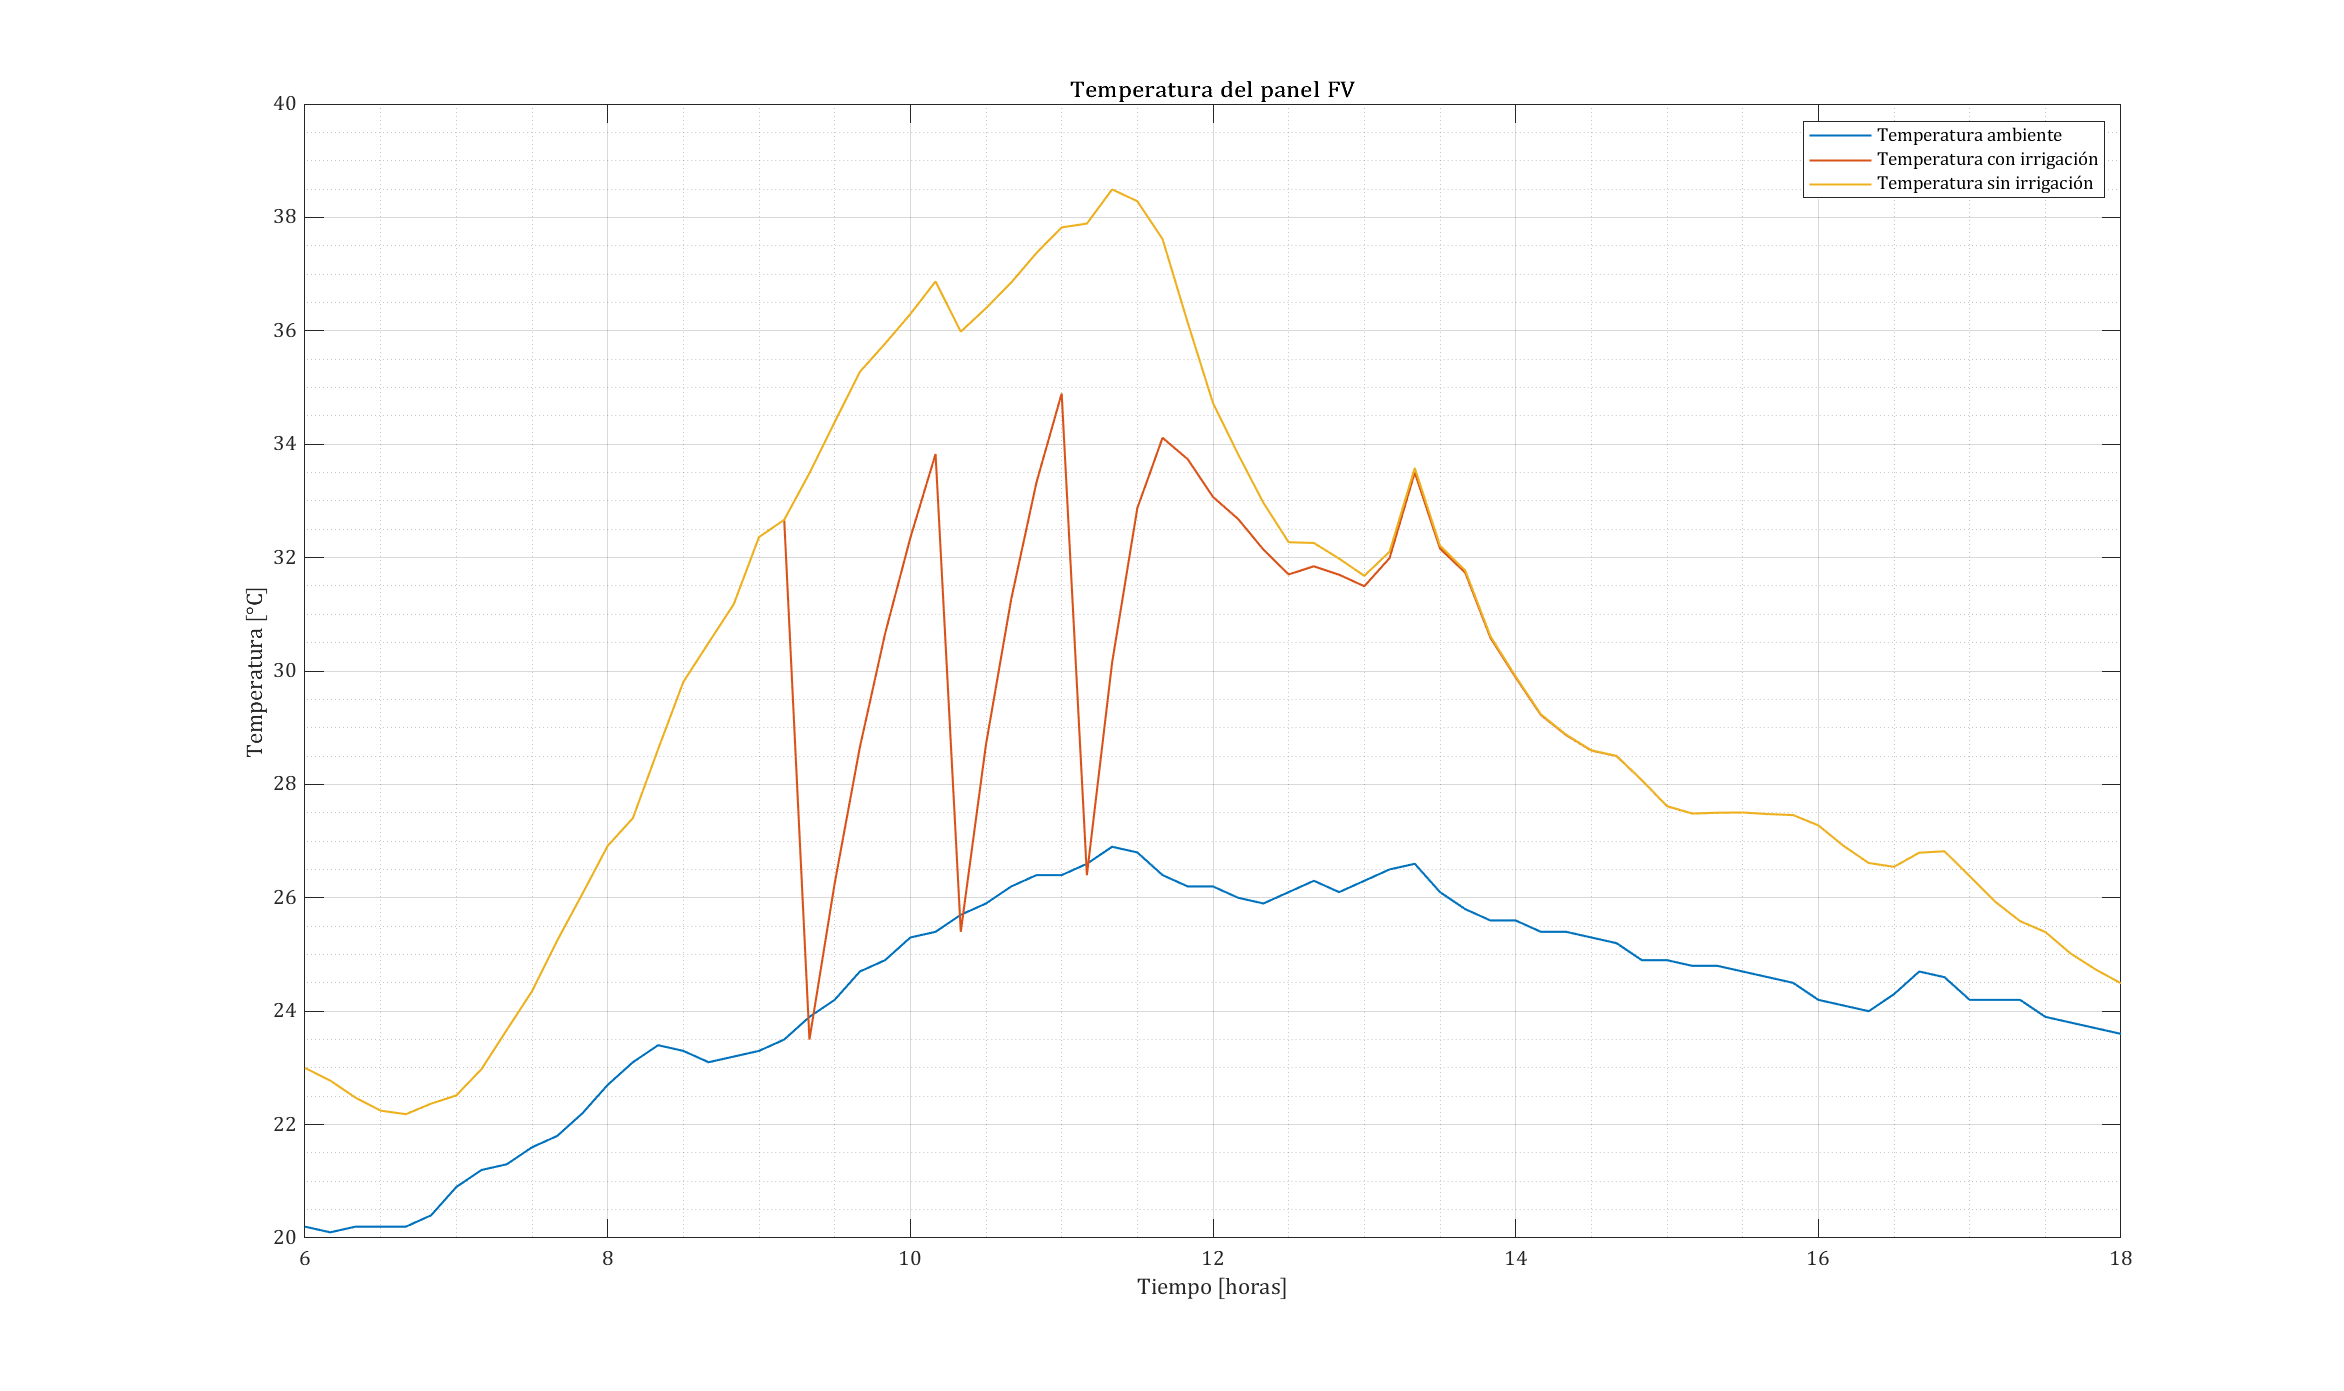 Temperatura del panel FV
Temperatura ambiente
Temperatura con irrigación
Temperatura sin irrigación
Temperatura [°C]
40
38
36
34
32
30
28
26
24
22
20
6 8 10 12 14 16 18
Tiempo [horas]